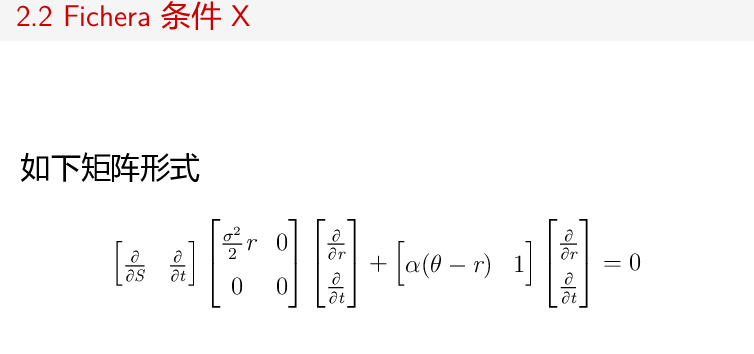 2.2 Fichera 条件 X
如下矩阵形式
$$\begin{bmatrix} \frac{\partial}{\partial S} & \frac{\partial}{\partial t} \end{bmatrix} \begin{bmatrix} \frac{\sigma^2}{2} r & 0 \\ 0 & 0 \end{bmatrix} \begin{bmatrix} \frac{\partial}{\partial r} \\ \frac{\partial}{\partial t} \end{bmatrix} + \begin{bmatrix} \alpha(\theta - r) & 1 \end{bmatrix} \begin{bmatrix} \frac{\partial}{\partial r} \\ \frac{\partial}{\partial t} \end{bmatrix} = 0$$